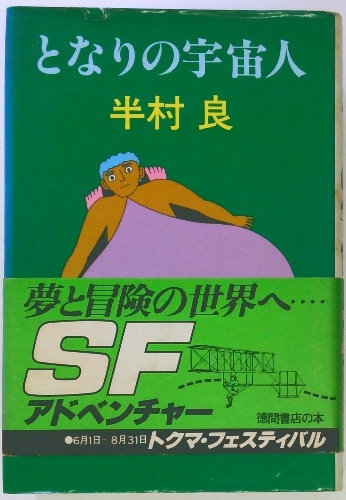 となりの宇宙人
半村 良
夢と冒険の世界へ‥‥
SF
アドベンチャー
徳間書店の本
●6月1日―8月31日トクマ・フェスティバル